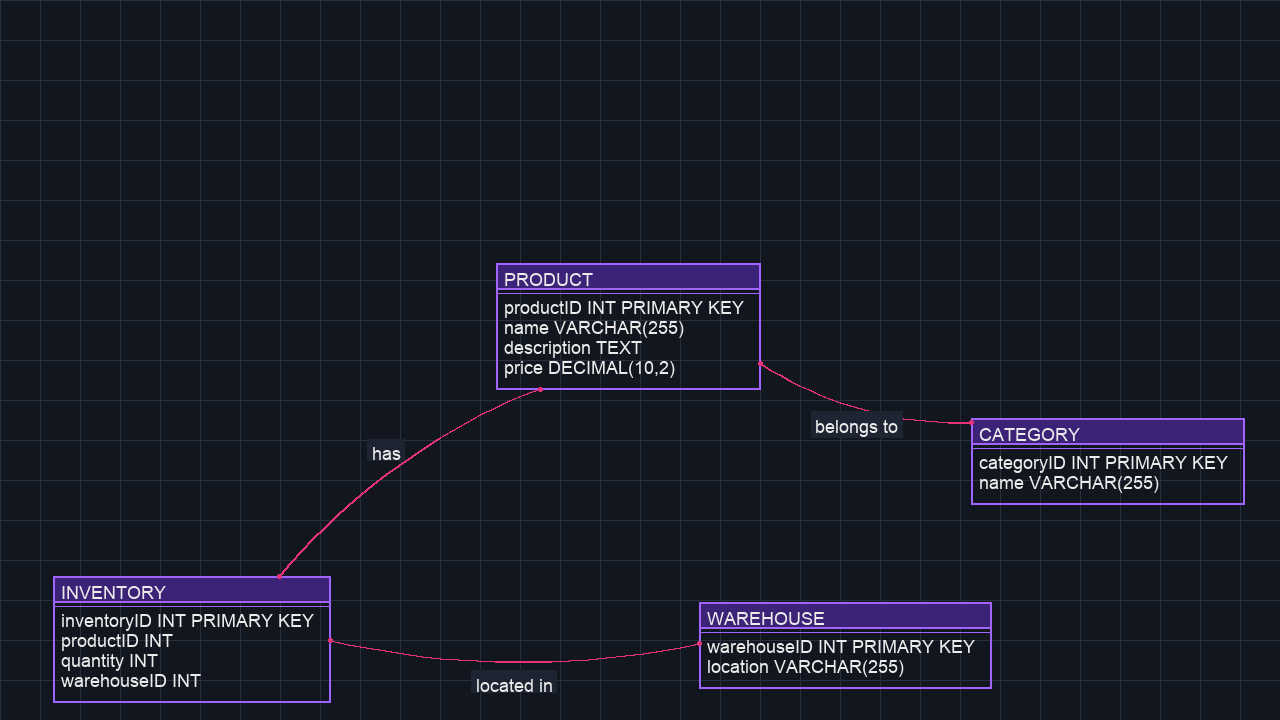 PRODUCT
productID INT PRIMARY KEY
name VARCHAR(255)
description TEXT
price DECIMAL(10,2)
belongs to
CATEGORY
categoryID INT PRIMARY KEY
name VARCHAR(255)
has
INVENTORY
inventoryID INT PRIMARY KEY
productID INT
quantity INT
warehouseID INT
located in
WAREHOUSE
warehouseID INT PRIMARY KEY
location VARCHAR(255)